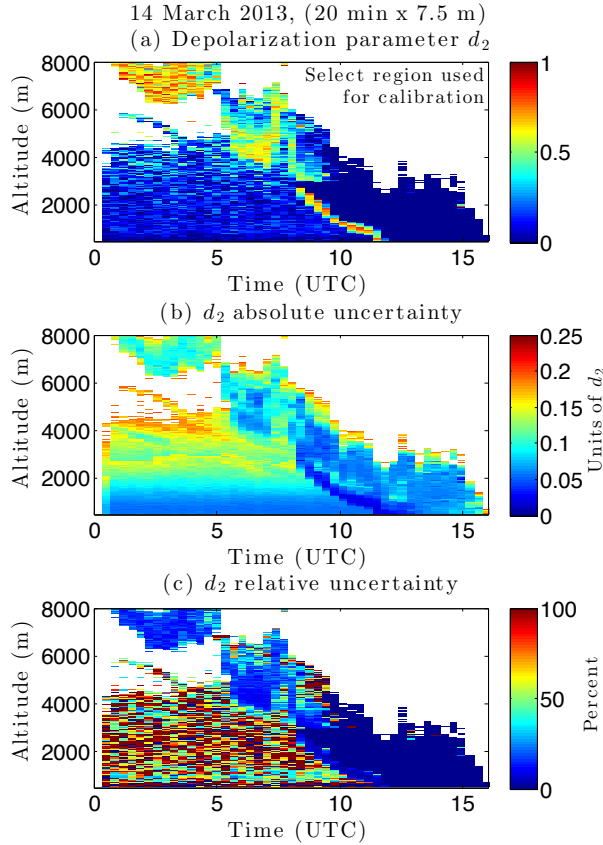 14 March 2013, (20 min x 7.5 m)
(a) Depolarization parameter d₂
Select region used
for calibration
Altitude (m)
8000
6000
4000
2000
0 5 10 15
Time (UTC)
1
0.5
0
(b) d₂ absolute uncertainty
Altitude (m)
8000
6000
4000
2000
0 5 10 15
Time (UTC)
0.25
0.2
0.15
0.1
0.05
0
Units of d₂
(c) d₂ relative uncertainty
Altitude (m)
8000
6000
4000
2000
0 5 10 15
Time (UTC)
100
50
0
Percent